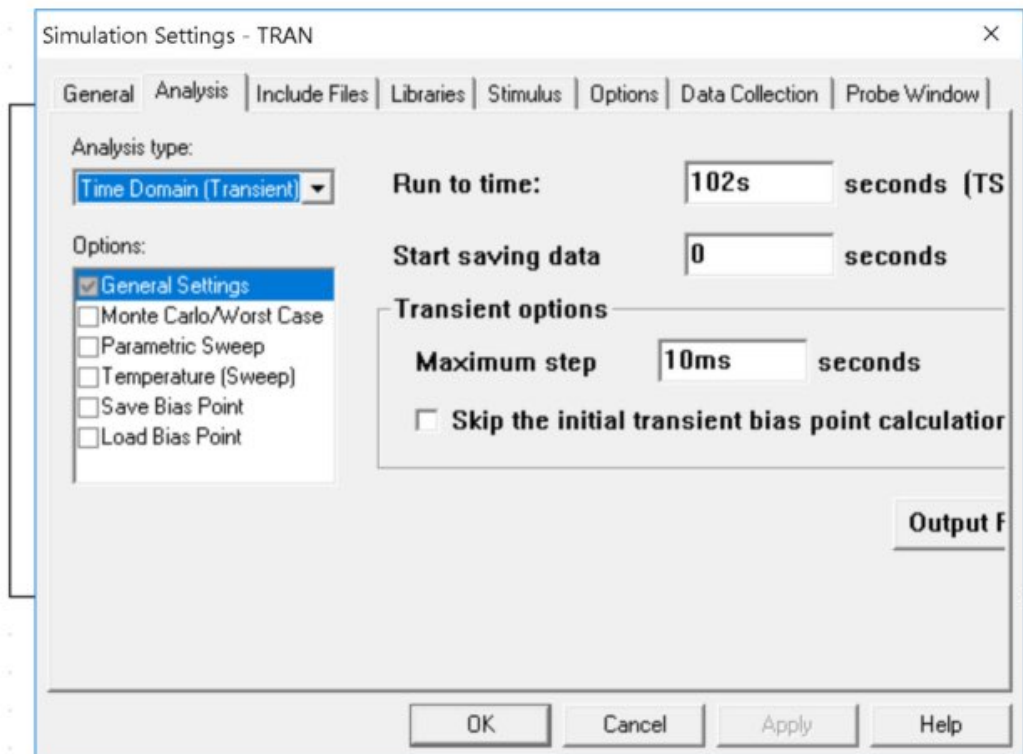 Simulation Settings - TRAN
General Analysis Include Files Libraries Stimulus Options Data Collection Probe Window
Analysis type:
Time Domain (Transient)
Options:
General Settings
Monte Carlo/Worst Case
Parametric Sweep
Temperature (Sweep)
Save Bias Point
Load Bias Point
Run to time: 102s seconds (TS
Start saving data 0 seconds
Transient options
Maximum step 10ms seconds
Skip the initial transient bias point calculation
Output F
OK Cancel Apply Help